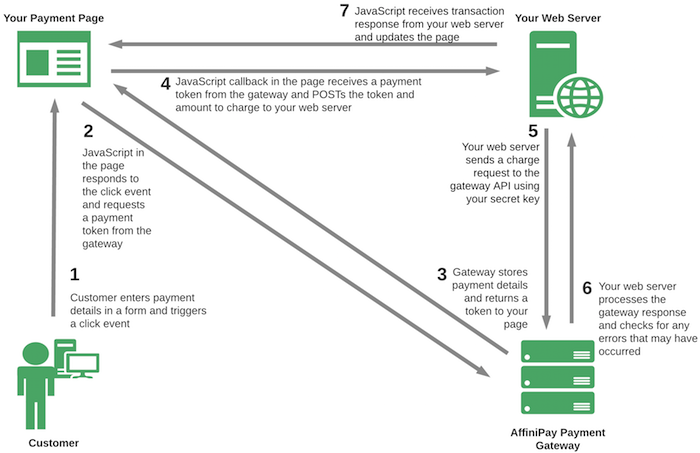 Your Payment Page
7 JavaScript receives transaction
response from your web server
and updates the page
Your Web Server
4 JavaScript callback in the page receives a payment
token from the gateway and POSTs the token and
amount to charge to your web server
2
JavaScript in
the page
responds to
the click event
and requests
a payment
token from the
gateway
5
Your web server
sends a charge
request to the
gateway API using
your secret key
1
Customer enters payment
details in a form and triggers
a click event
3 Gateway stores
payment details
and returns a
token to your
page
6 Your web server
processes the
gateway response
and checks for any
errors that may have
occurred
Customer
AffiniPay Payment
Gateway